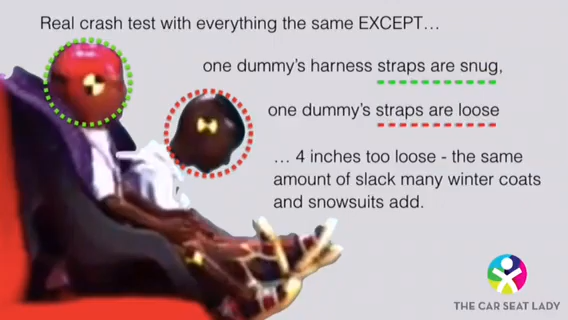 Real crash test with everything the same EXCEPT…
one dummy's harness straps are snug,
one dummy's straps are loose
… 4 inches too loose - the same
amount of slack many winter coats
and snowsuits add.
THE CAR SEAT LADY